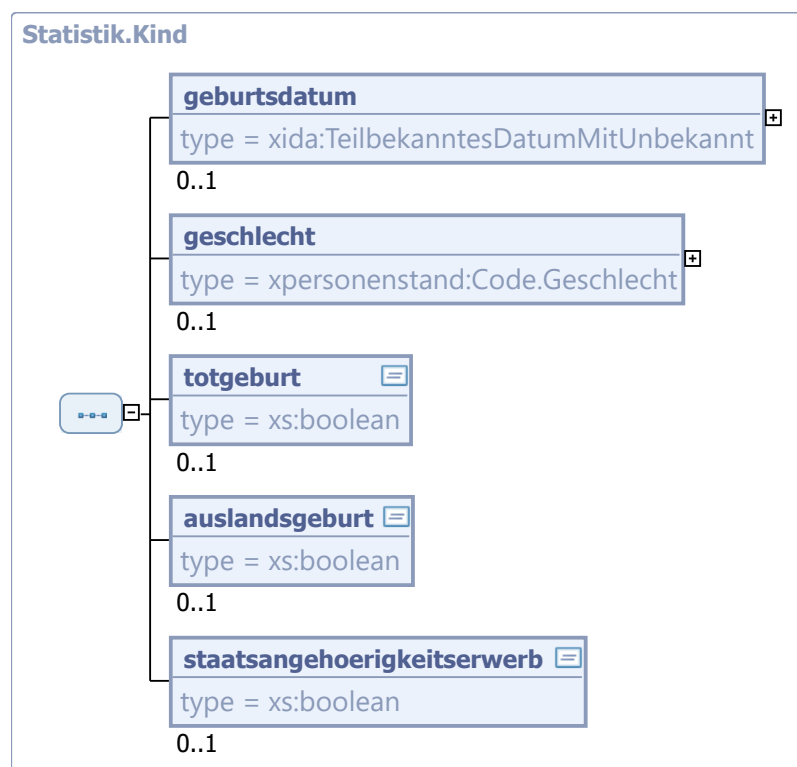 Statistik.Kind
geburtsdatum
type = xida:TeilbekanntesDatumMitUnbekannt
0..1
geschlecht
type = xpersonenstand:Code.Geschlecht
0..1
totgeburt
type = xs:boolean
0..1
auslandsgeburt
type = xs:boolean
0..1
staatsangehoerigkeitserwerb
type = xs:boolean
0..1